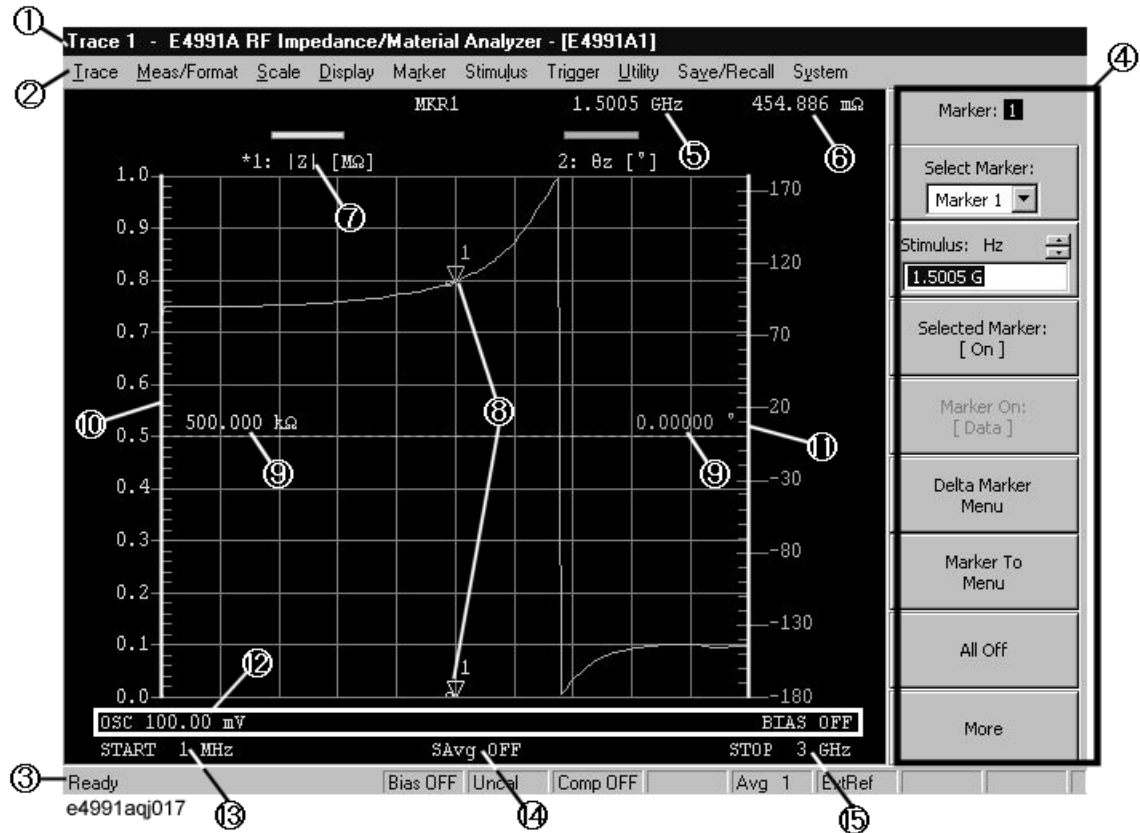 ①
Trace 1 - E4991A RF Impedance/Material Analyzer - [E4991A1]
②
Trace Meas/Format Scale Display Marker Stimulus Trigger Utility Save/Recall System
④
MKR1 1.5005 GHz 454.886 mΩ
⑤ ⑥
*1: |Z| [MΩ] 2: θz [°]
⑦
1.0
0.9
0.8
0.7
0.6
0.5
0.4
0.3
0.2
0.1
0.0
170
120
70
20
-30
-80
-130
-180
1
⑧
1
⑩
500.000 kΩ 0.00000 °
⑨ ⑨
⑪
⑫
OSC 100.00 mV BIAS OFF
START 1 MHz SAvg OFF STOP 3 GHz
③
Ready Bias OFF Uncal Comp OFF Avg 1 ExtRef
⑬ ⑭ ⑮
Marker: 1
Select Marker:
Marker 1
Stimulus: Hz
1.5005 G
Selected Marker:
[ On ]
Marker On:
[ Data ]
Delta Marker
Menu
Marker To
Menu
All Off
More
e4991aqj017